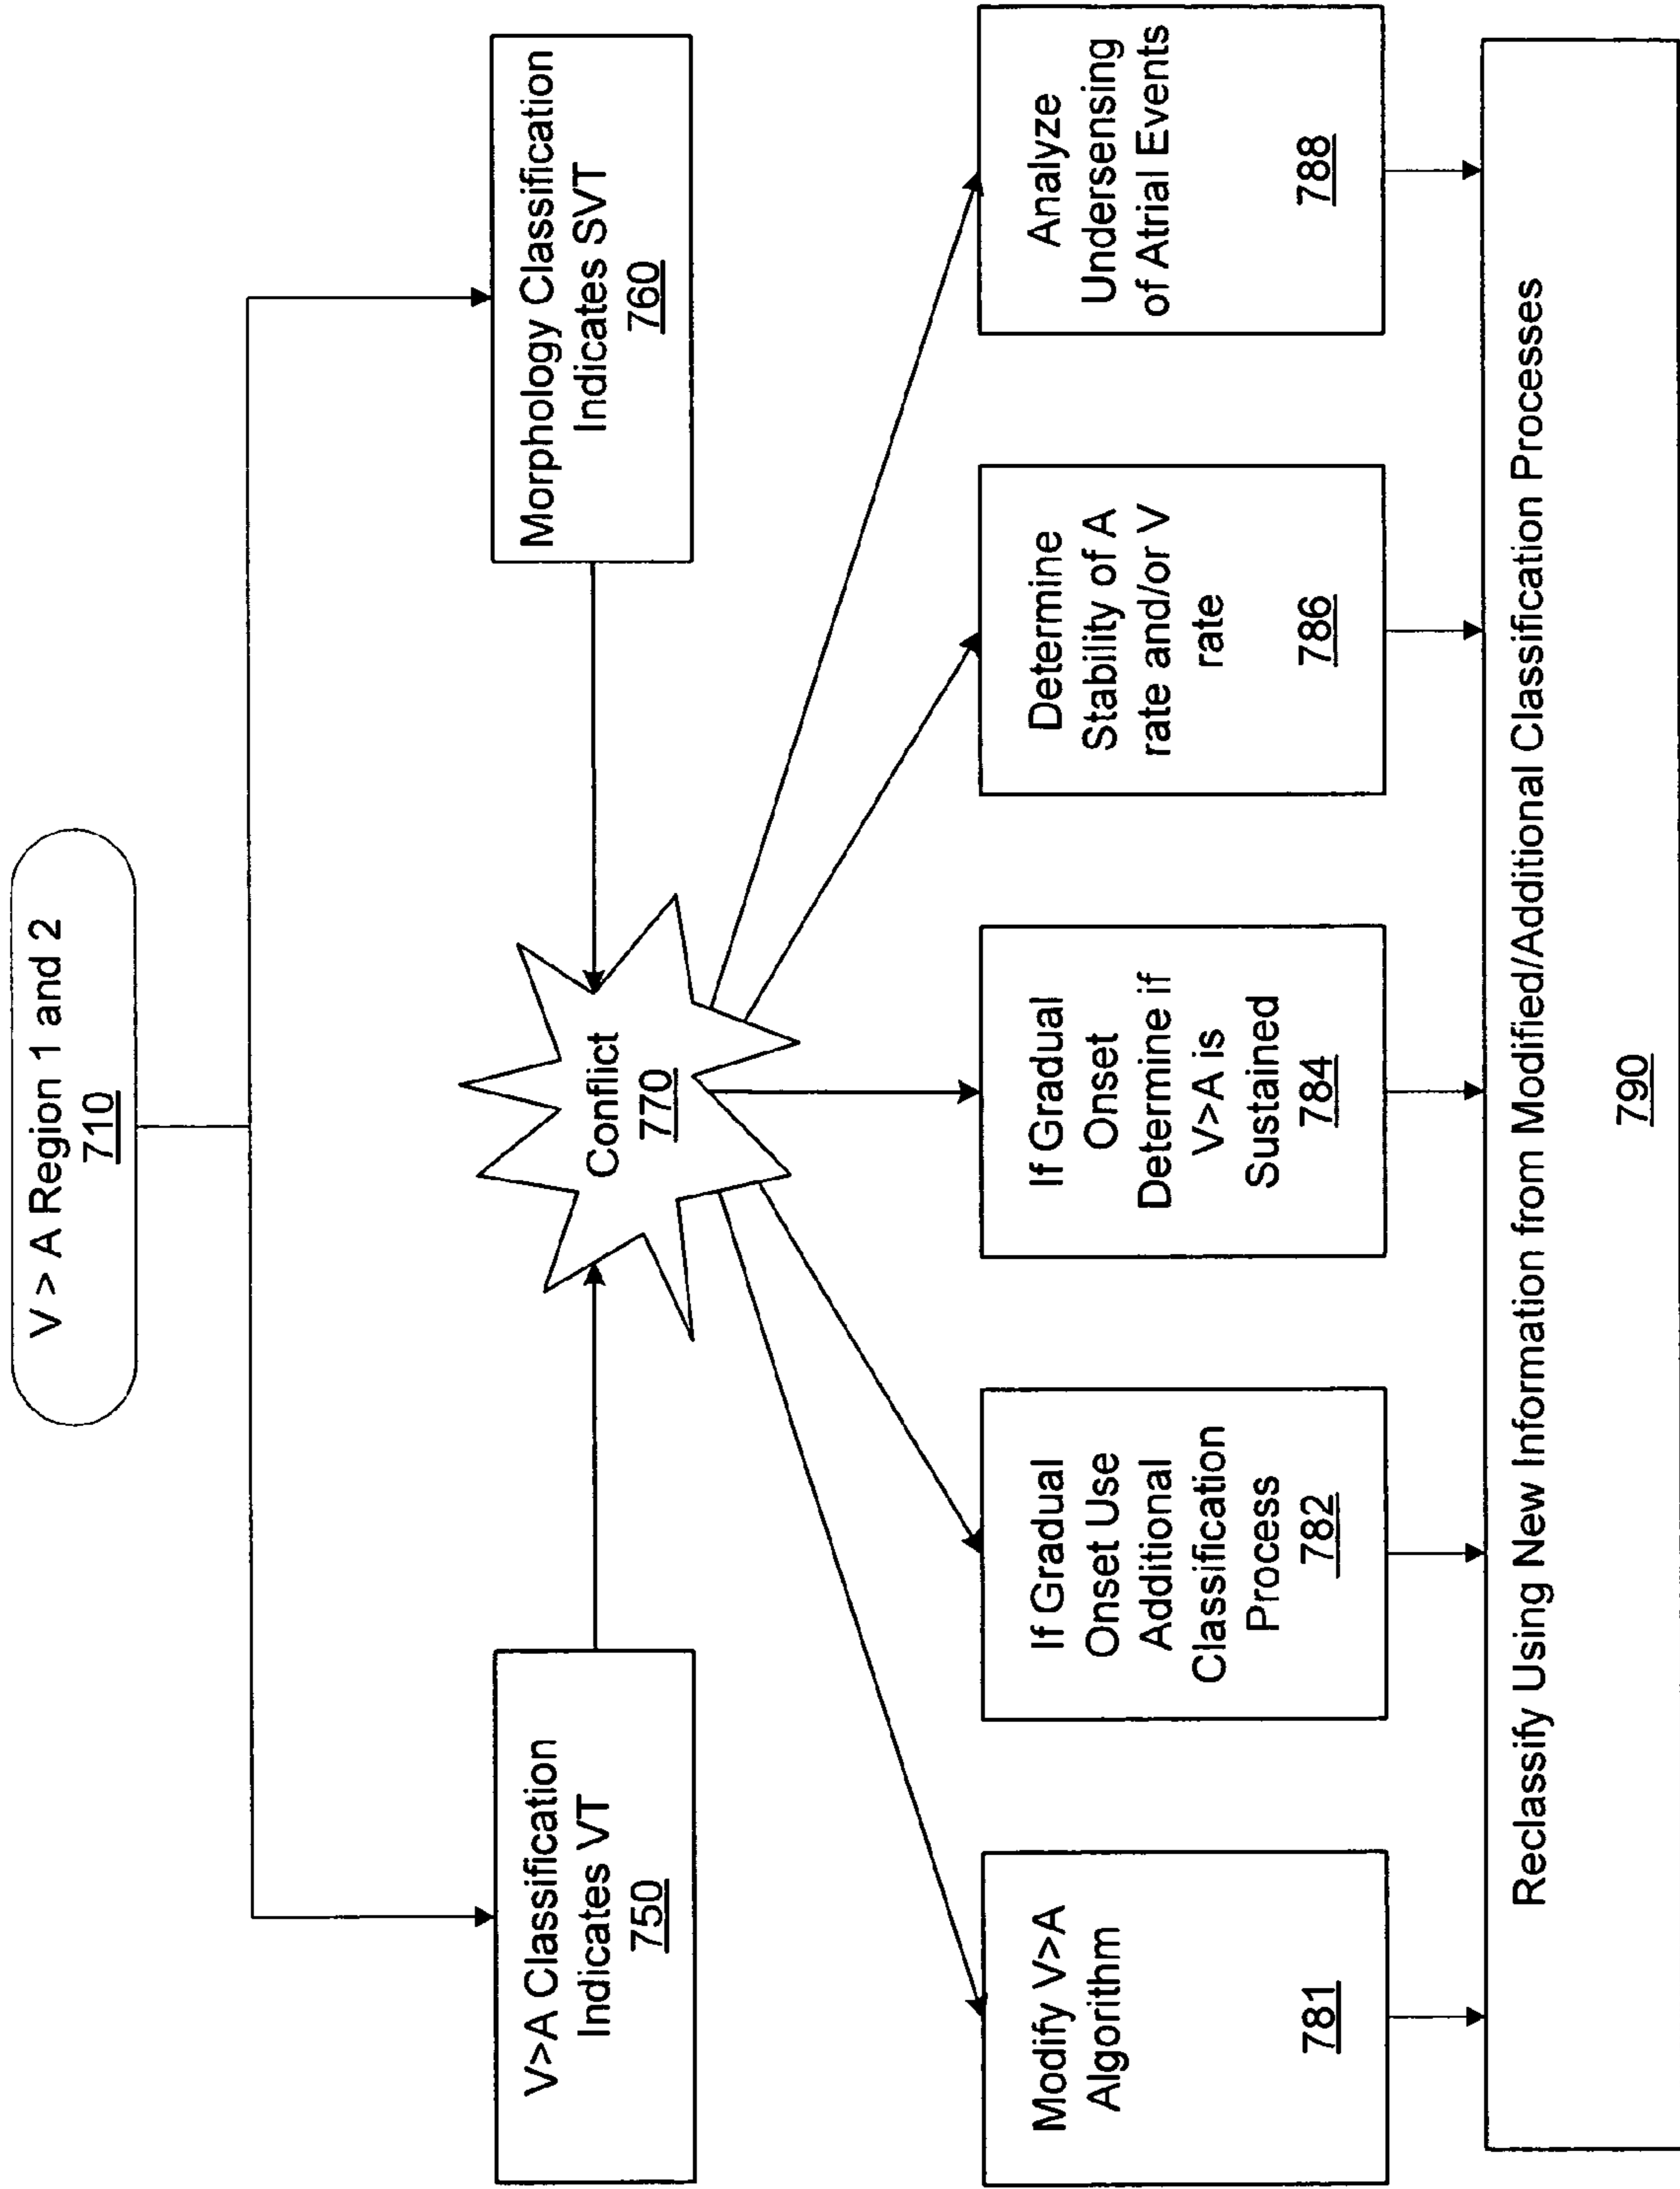 V > A Region 1 and 2
710
V>A Classification
Indicates VT
750
Morphology Classification
Indicates SVT
760
Conflict
770
Modify V>A
Algorithm
781
If Gradual
Onset Use
Additional
Classification
Process
782
If Gradual
Onset
Determine if
V>A is
Sustained
784
Determine
Stability of A
rate and/or V
rate
786
Analyze
Undersensing
of Atrial Events
788
Reclassify Using New Information from Modified/Additional Classification Processes
790